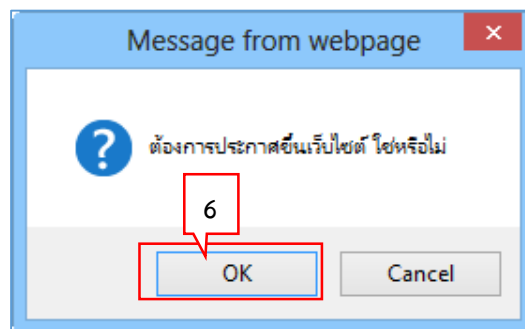 Message from webpage
ต้องการประกาศขึ้นเว็บไซต์ ใช่หรือไม่
6
OK
Cancel